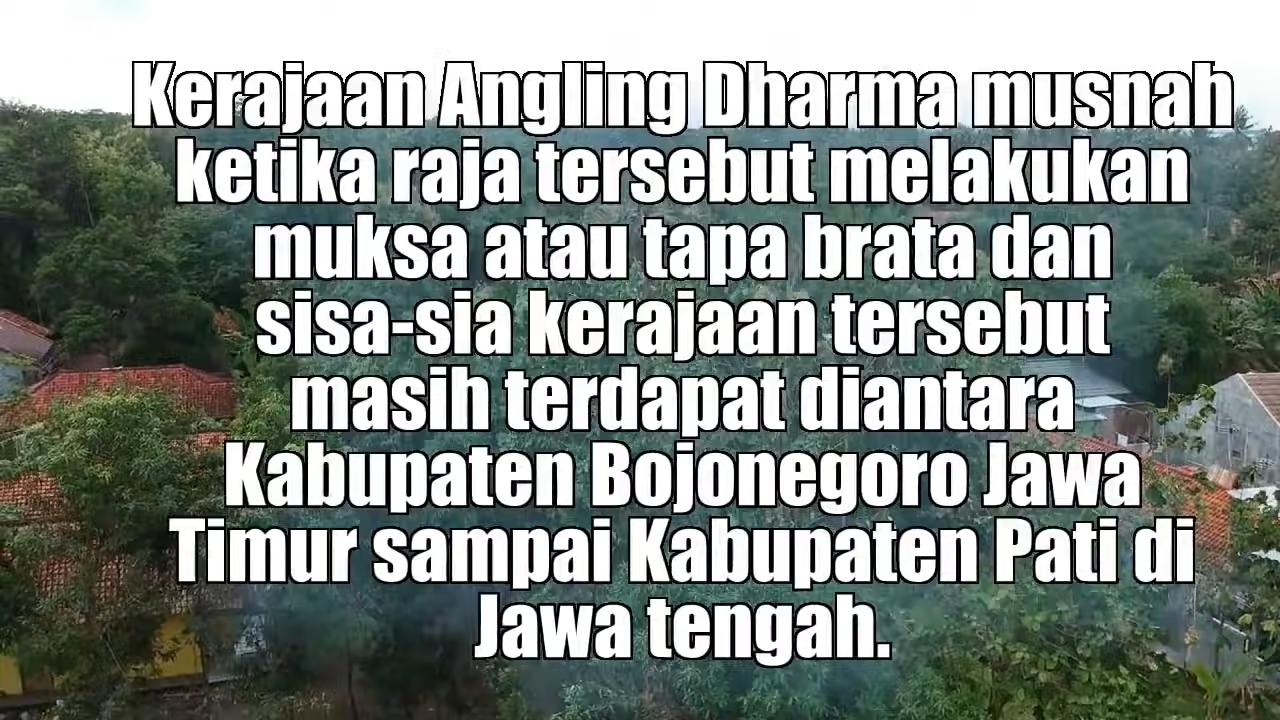 Kerajaan Angling Dharma musnah
ketika raja tersebut melakukan
muksa atau tapa brata dan
sisa-sia kerajaan tersebut
masih terdapat diantara
Kabupaten Bojonegoro Jawa
Timur sampai Kabupaten Pati di
Jawa tengah.